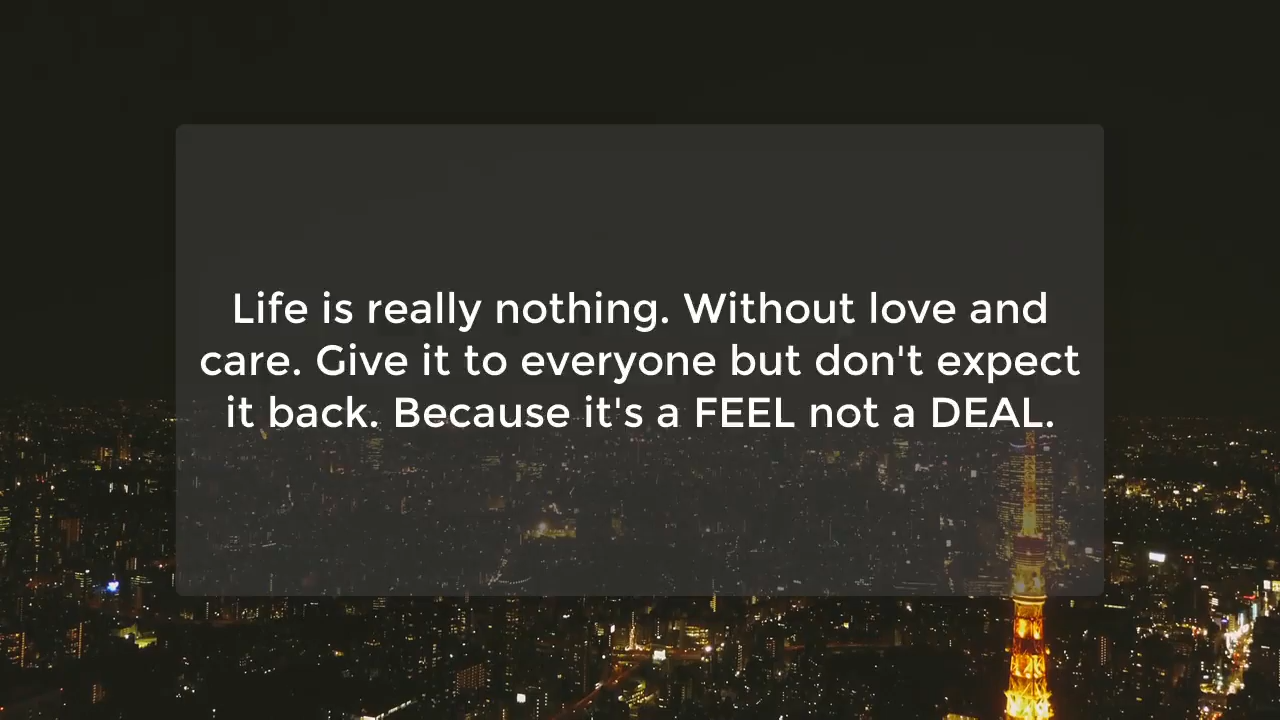 Life is really nothing. Without love and
care. Give it to everyone but don't expect
it back. Because it's a FEEL not a DEAL.